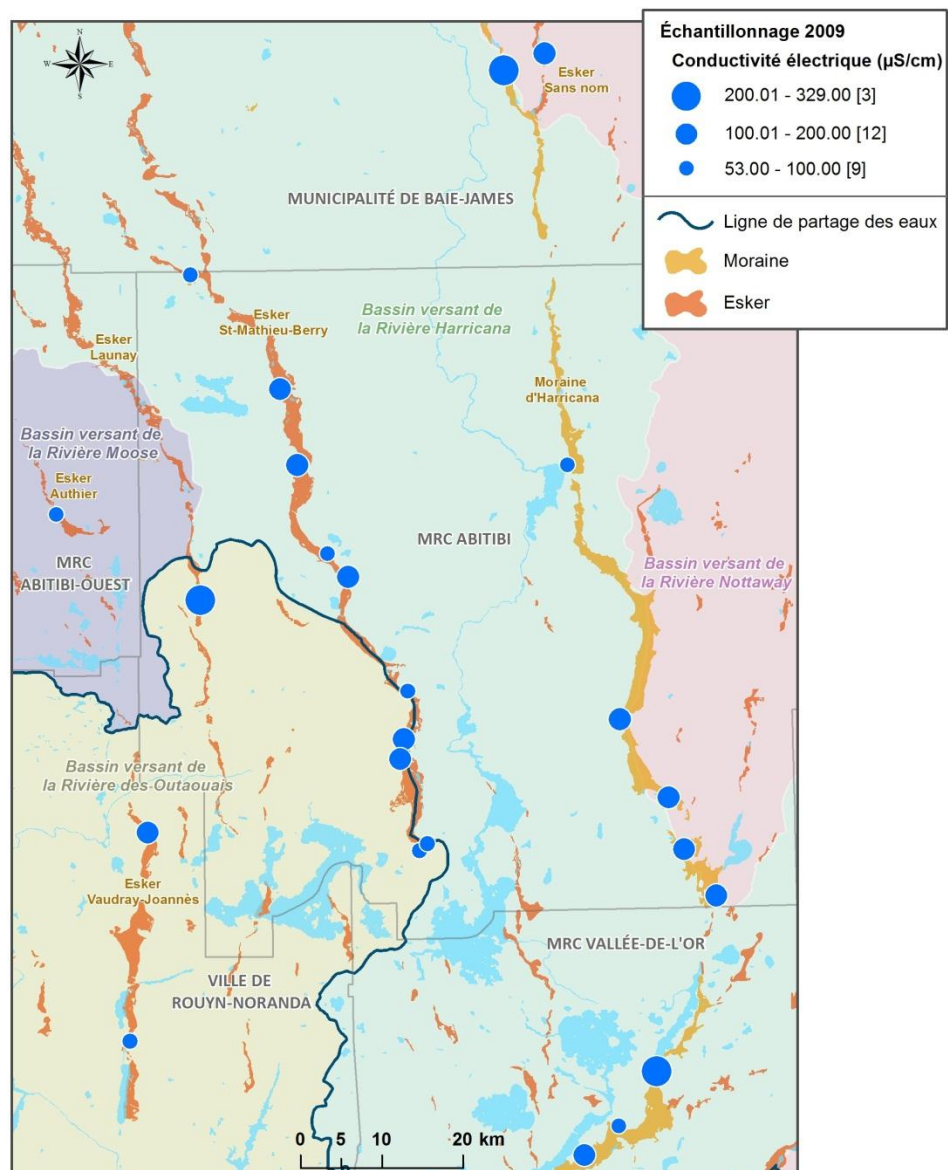 N
W
E
S
Échantillonnage 2009
Conductivité électrique (µS/cm)
200.01 - 329.00 [3]
100.01 - 200.00 [12]
53.00 - 100.00 [9]
Ligne de partage des eaux
Moraine
Esker
Esker
Sans nom
MUNICIPALITÉ DE BAIE-JAMES
Esker
St-Mathieu-Berry
Bassin versant de
la Rivière Harricana
Esker
Launay
Moraine
d'Harricana
Bassin versant de
la Rivière Moose
Esker
Authier
MRC ABITIBI
MRC
ABITIBI-OUEST
Bassin versant de
la Rivière Nottaway
Bassin versant de
la Rivière des Outaouais
Esker
Vaudray-Joannès
MRC VALLÉE-DE-L'OR
VILLE DE
ROUYN-NORANDA
0 5 10 20 km